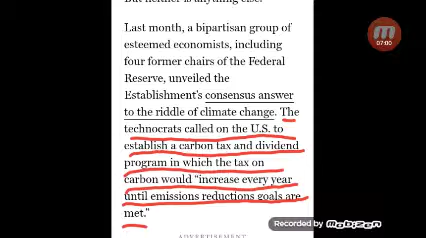 But neither is anything else.
Last month, a bipartisan group of
esteemed economists, including
four former chairs of the Federal
Reserve, unveiled the
Establishment's consensus answer
to the riddle of climate change. The
technocrats called on the U.S. to
establish a carbon tax and dividend
program in which the tax on
carbon would "increase every year
until emissions reductions goals are
met."
ADVERTISEMENT
07:00
Recorded by mobizen